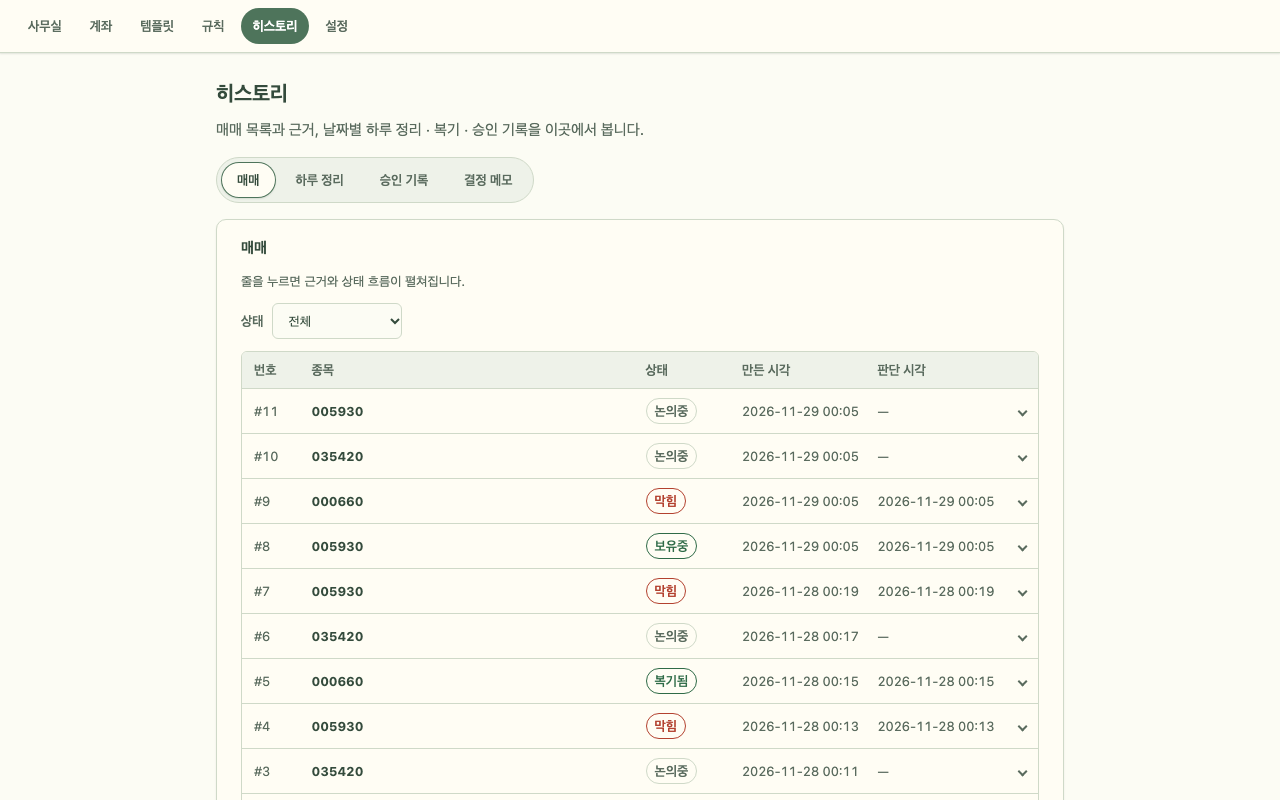 사무실 계좌 템플릿 규칙 히스토리 설정
히스토리
매매 목록과 근거, 날짜별 하루 정리 · 복기 · 승인 기록을 이곳에서 봅니다.
매매 하루 정리 승인 기록 결정 메모
매매
줄을 누르면 근거와 상태 흐름이 펼쳐집니다.
상태 전체
번호 종목 상태 만든 시각 판단 시각
#11 005930 논의중 2026-11-29 00:05 —
#10 035420 논의중 2026-11-29 00:05 —
#9 000660 막힘 2026-11-29 00:05 2026-11-29 00:05
#8 005930 보유중 2026-11-29 00:05 2026-11-29 00:05
#7 005930 막힘 2026-11-28 00:19 2026-11-28 00:19
#6 035420 논의중 2026-11-28 00:17 —
#5 000660 복기됨 2026-11-28 00:15 2026-11-28 00:15
#4 005930 막힘 2026-11-28 00:13 2026-11-28 00:13
#3 035420 논의중 2026-11-28 00:11 —